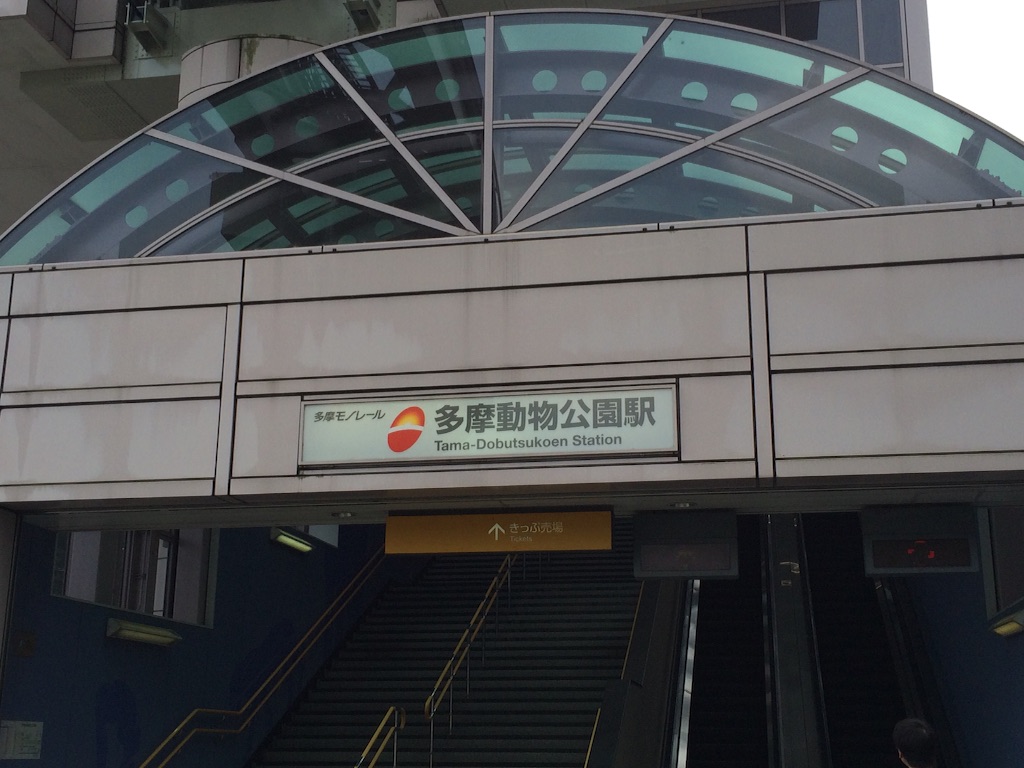 多摩モノレール
多摩動物公園駅
Tama-Dobutsukoen Station
きっぷ売場
Tickets